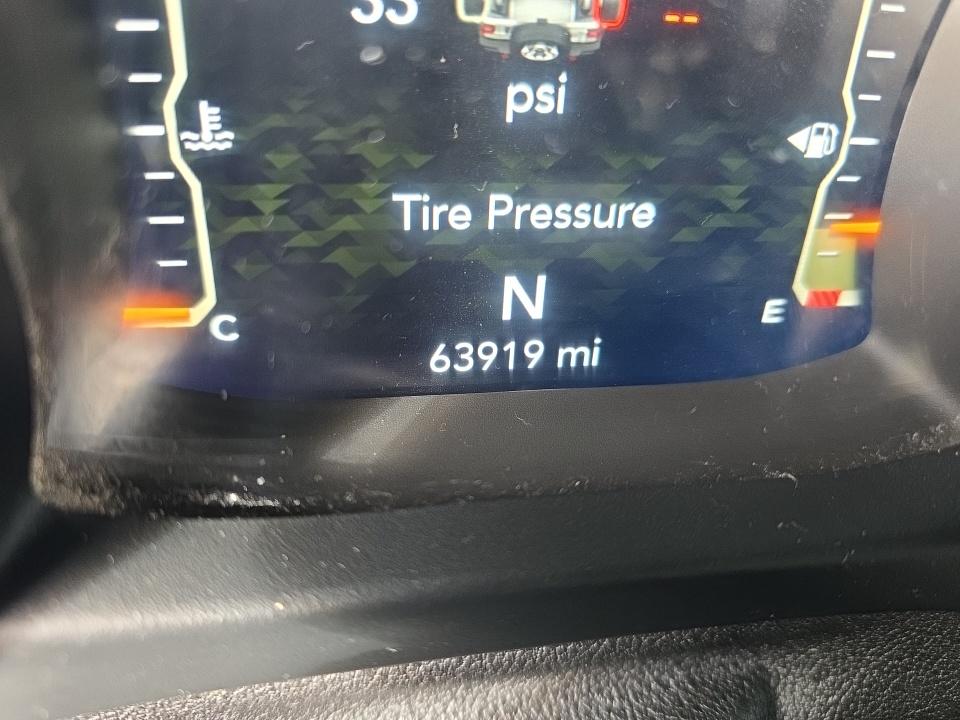 psi
Tire Pressure
N
C E
63919 mi